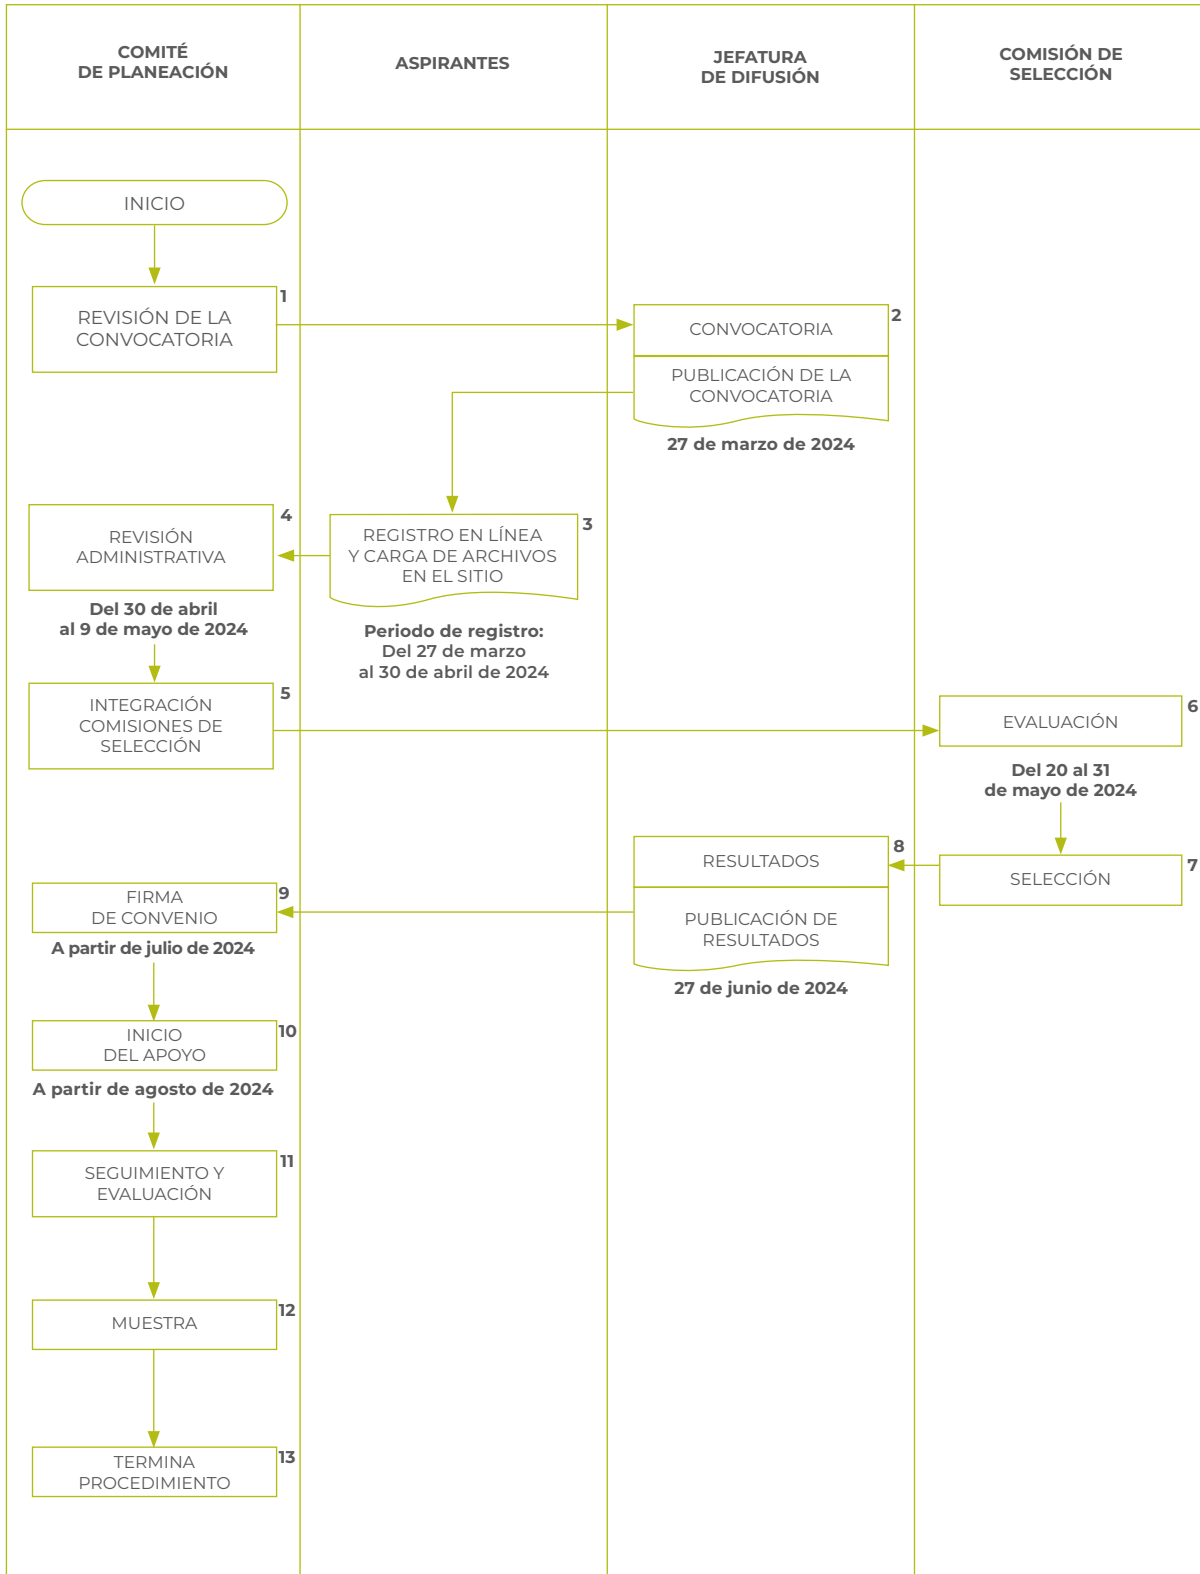 COMITÉ
DE PLANEACIÓN
ASPIRANTES
JEFATURA
DE DIFUSIÓN
COMISIÓN DE
SELECCIÓN
INICIO
1
REVISIÓN DE LA
CONVOCATORIA
2
CONVOCATORIA
PUBLICACIÓN DE LA
CONVOCATORIA
27 de marzo de 2024
3
REGISTRO EN LÍNEA
Y CARGA DE ARCHIVOS
EN EL SITIO
Periodo de registro:
Del 27 de marzo
al 30 de abril de 2024
4
REVISIÓN
ADMINISTRATIVA
Del 30 de abril
al 9 de mayo de 2024
5
INTEGRACIÓN
COMISIONES DE
SELECCIÓN
6
EVALUACIÓN
Del 20 al 31
de mayo de 2024
7
SELECCIÓN
8
RESULTADOS
PUBLICACIÓN DE
RESULTADOS
27 de junio de 2024
9
FIRMA
DE CONVENIO
A partir de julio de 2024
10
INICIO
DEL APOYO
A partir de agosto de 2024
11
SEGUIMIENTO Y
EVALUACIÓN
12
MUESTRA
13
TERMINA
PROCEDIMIENTO